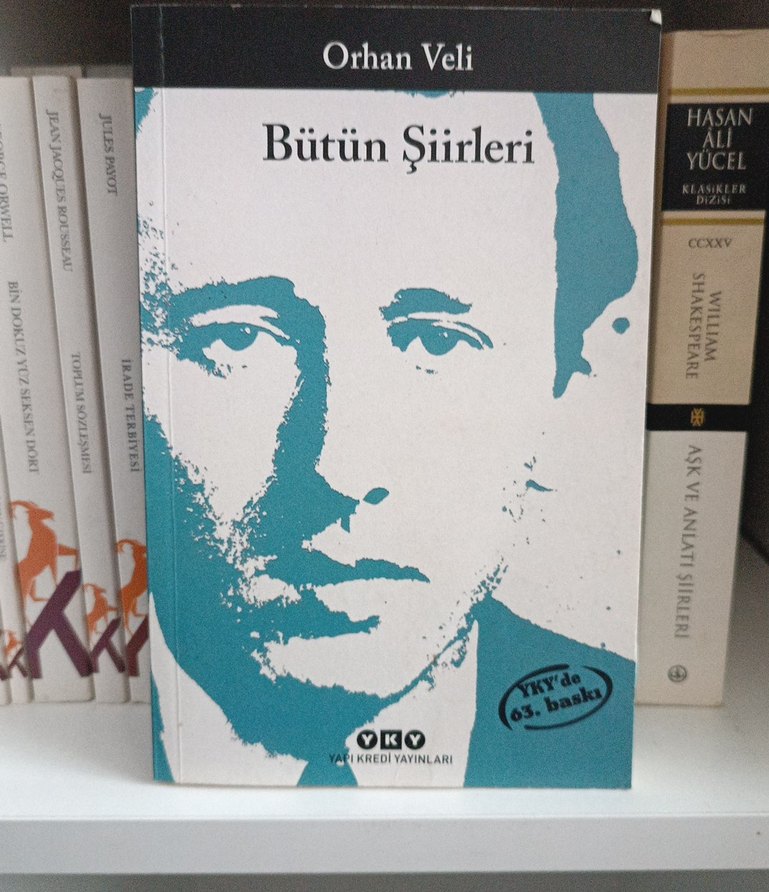 Orhan Veli
Bütün Şiirleri
YKY'de
63. baskı
YKY
YAPI KREDİ YAYINLARI
ORWELL
BİN DOKUZ YÜZ SEKSEN DÖRT
JEAN JACQUES ROUSSEAU
TOPLUM SÖZLEŞMESİ
JULES PAYOT
İRADE TERBİYESİ
HASAN
ÂLİ
YÜCEL
KLASİKLER
DİZİSİ
CCXXV
WILLIAM
SHAKESPEARE
AŞK VE ANLATI ŞİİRLERİ